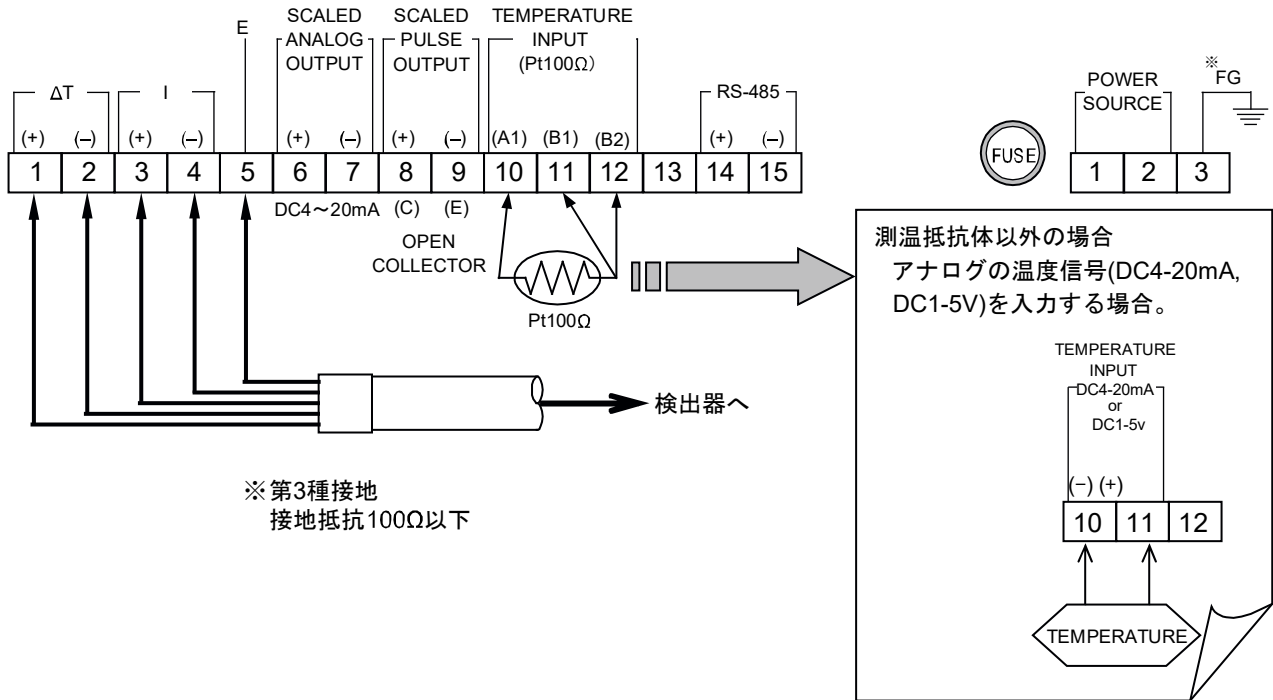 E
SCALED
ANALOG
OUTPUT
SCALED
PULSE
OUTPUT
TEMPERATURE
INPUT
(Pt100Ω)
ΔT
I
RS-485
(+) (–) (+) (–) (+) (–) (+) (–) (A1) (B1) (B2) (+) (–)
1 2 3 4 5 6 7 8 9 10 11 12 13 14 15
DC4～20mA (C) (E)
OPEN
COLLECTOR
Pt100Ω
検出器へ
※第3種接地
接地抵抗100Ω以下
FUSE
POWER
SOURCE
※
FG
1 2 3
測温抵抗体以外の場合
アナログの温度信号(DC4-20mA,
DC1-5V)を入力する場合。
TEMPERATURE
INPUT
DC4-20mA
or
DC1-5v
(−) (+)
10 11 12
TEMPERATURE